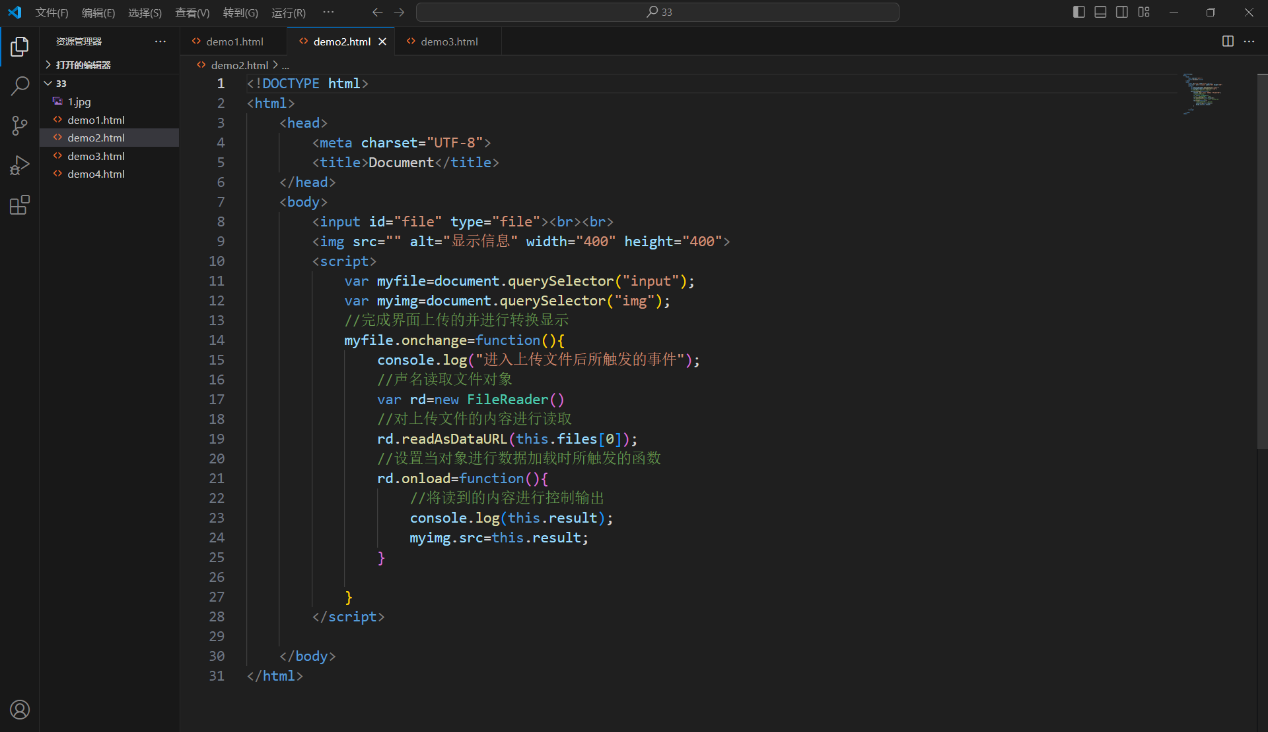 文件(F) 编辑(E) 选择(S) 查看(V) 转到(G) 运行(R) ··· 33
资源管理器 ···
打开的编辑器
33
1.jpg
demo1.html
demo2.html
demo3.html
demo4.html
demo1.html demo2.html demo3.html
demo2.html > ...
1 <!DOCTYPE html>
2 <html>
3 <head>
4 <meta charset="UTF-8">
5 <title>Document</title>
6 </head>
7 <body>
8 <input id="file" type="file"><br><br>
9 <img src="" alt="显示信息" width="400" height="400">
10 <script>
11 var myfile=document.querySelector("input");
12 var myimg=document.querySelector("img");
13 //完成界面上传的并进行转换显示
14 myfile.onchange=function(){
15 console.log("进入上传文件后所触发的事件");
16 //声名读取文件对象
17 var rd=new FileReader()
18 //对上传文件的内容进行读取
19 rd.readAsDataURL(this.files[0]);
20 //设置当对象进行数据加载时所触发的函数
21 rd.onload=function(){
22 //将读到的内容进行控制输出
23 console.log(this.result);
24 myimg.src=this.result;
25 }
26
27 }
28 </script>
29
30 </body>
31 </html>